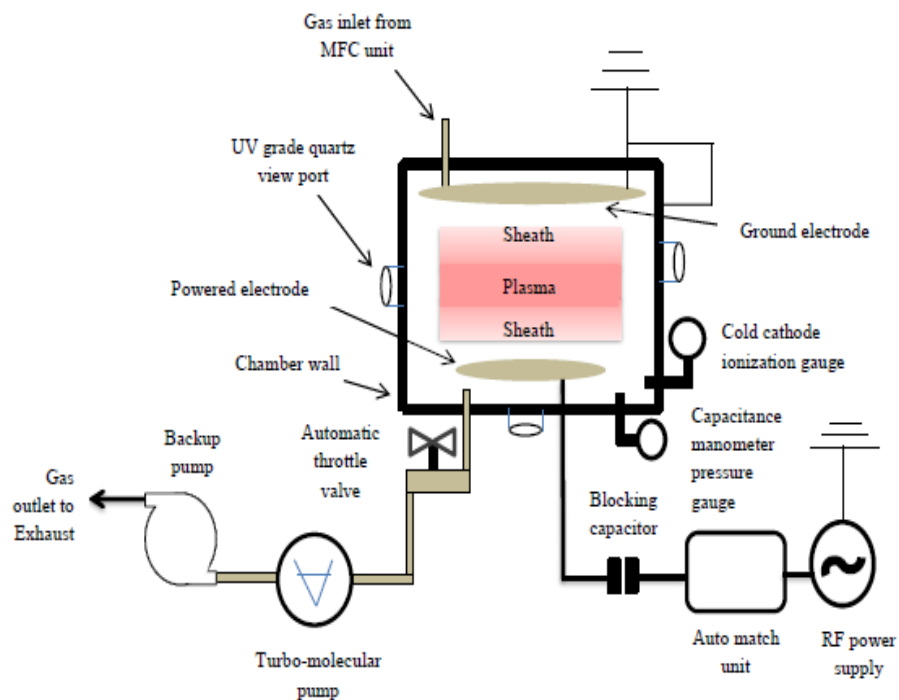 Gas inlet from
MFC unit
UV grade quartz
view port
Ground electrode
Sheath
Plasma
Sheath
Powered electrode
Chamber wall
Cold cathode
ionization gauge
Capacitance
manometer
pressure
gauge
Automatic
throttle
valve
Backup
pump
Gas
outlet to
Exhaust
Blocking
capacitor
Turbo-molecular
pump
Auto match
unit
RF power
supply